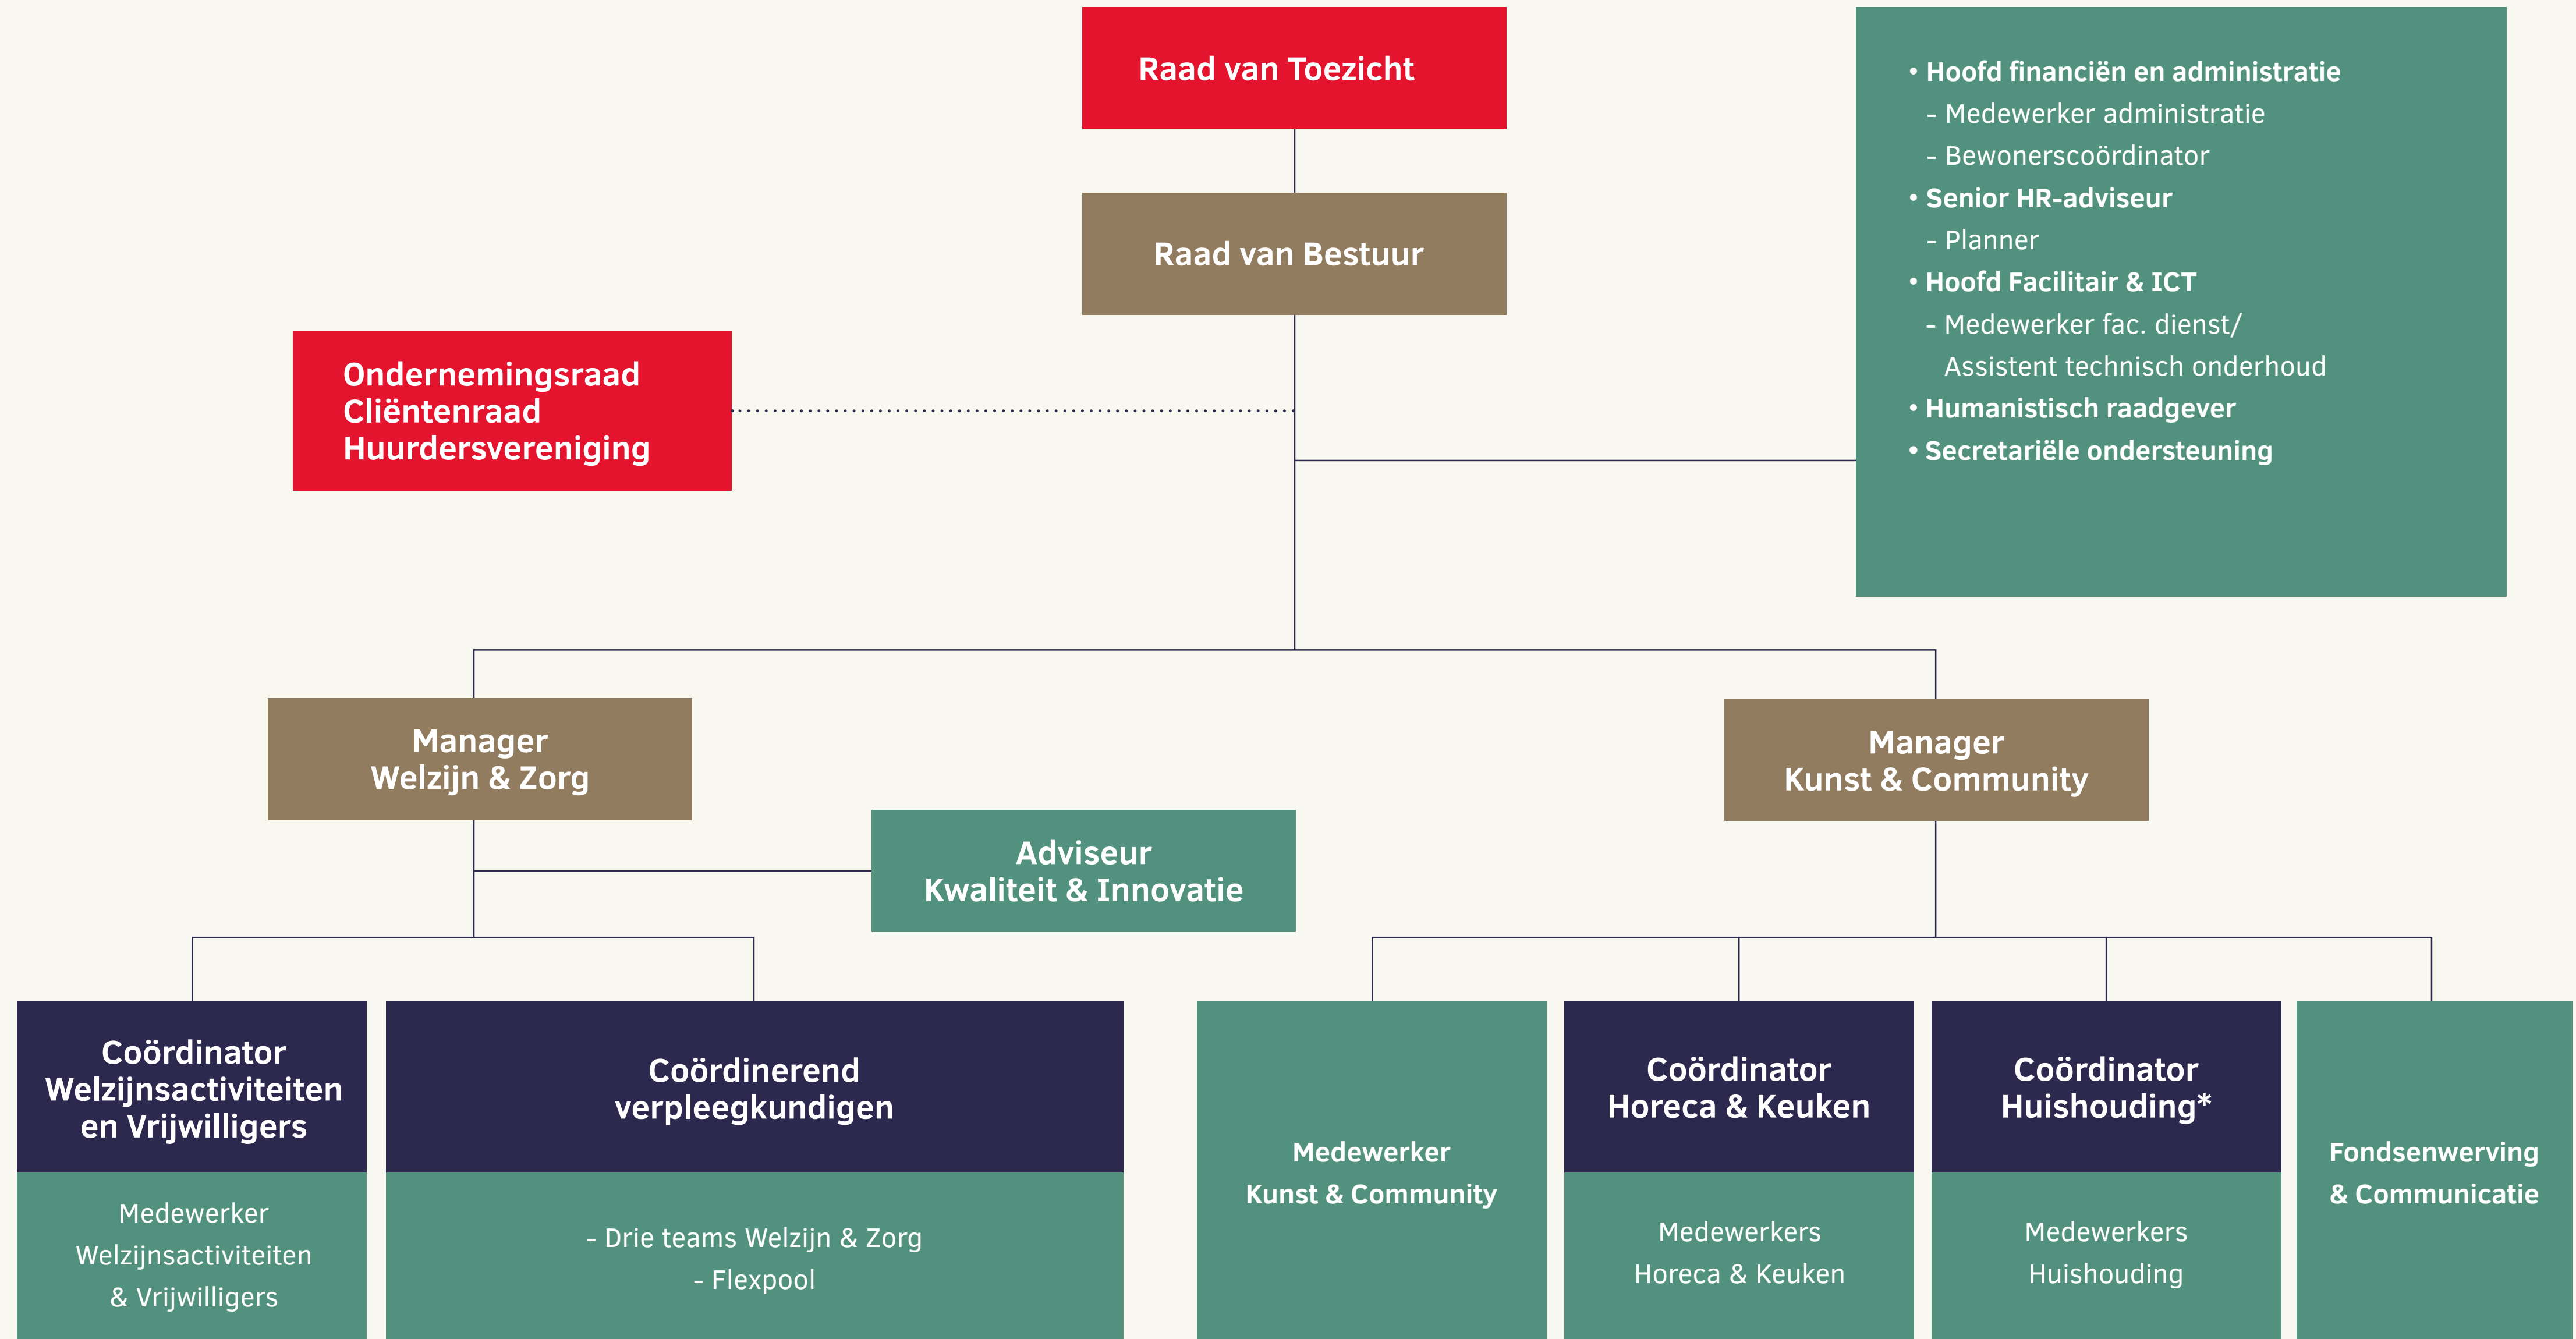 Raad van Toezicht
Raad van Bestuur
• Hoofd financiën en administratie
- Medewerker administratie
- Bewonerscoördinator
• Senior HR-adviseur
- Planner
• Hoofd Facilitair & ICT
- Medewerker fac. dienst/
Assistent technisch onderhoud
• Humanistisch raadgever
• Secretariële ondersteuning
Ondernemingsraad
Cliëntenraad
Huurdersvereniging
Manager
Welzijn & Zorg
Manager
Kunst & Community
Adviseur
Kwaliteit & Innovatie
Coördinator
Welzijnsactiviteiten
en Vrijwilligers
Medewerker
Welzijnsactiviteiten
& Vrijwilligers
Coördinerend
verpleegkundigen
- Drie teams Welzijn & Zorg
- Flexpool
Medewerker
Kunst & Community
Coördinator
Horeca & Keuken
Medewerkers
Horeca & Keuken
Coördinator
Huishouding*
Medewerkers
Huishouding
Fondsenwerving
& Communicatie